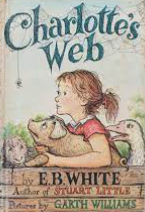 Charlotte's
Web
by E. B. WHITE
Author of STUART LITTLE
Pictures by GARTH WILLIAMS